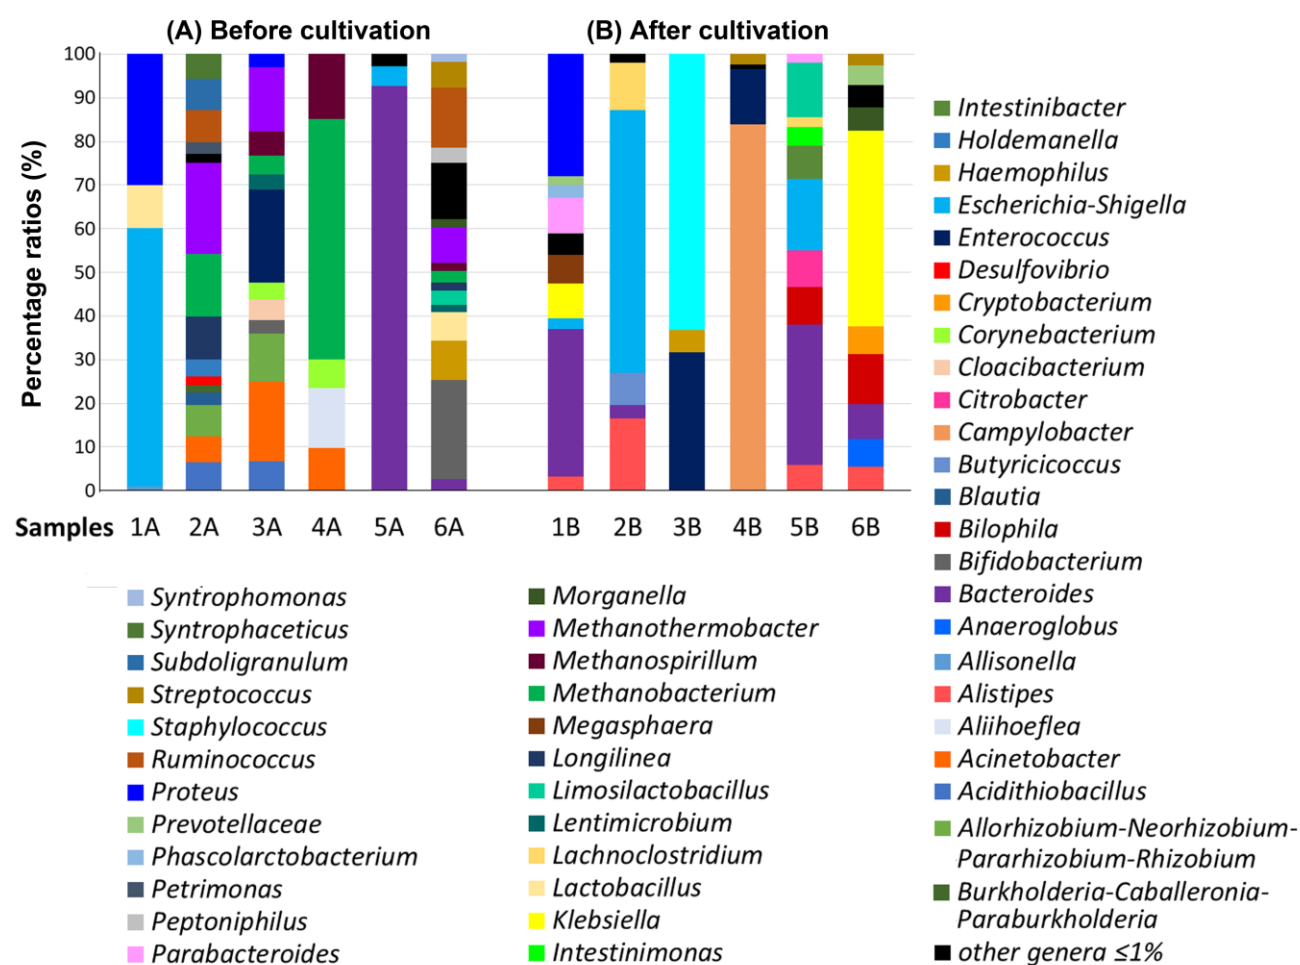 (A) Before cultivation
(B) After cultivation
Percentage ratios (%)
100
90
80
70
60
50
40
30
20
10
0
Samples 1A 2A 3A 4A 5A 6A 1B 2B 3B 4B 5B 6B
Syntrophomonas
Syntrophaceticus
Subdoligranulum
Streptococcus
Staphylococcus
Ruminococcus
Proteus
Prevotellaceae
Phascolarctobacterium
Petrimonas
Peptoniphilus
Parabacteroides
Morganella
Methanothermobacter
Methanospirillum
Methanobacterium
Megasphaera
Longilinea
Limosilactobacillus
Lentimicrobium
Lachnoclostridium
Lactobacillus
Klebsiella
Intestinimonas
Intestinibacter
Holdemanella
Haemophilus
Escherichia-Shigella
Enterococcus
Desulfovibrio
Cryptobacterium
Corynebacterium
Cloacibacterium
Citrobacter
Campylobacter
Butyricicoccus
Blautia
Bilophila
Bifidobacterium
Bacteroides
Anaeroglobus
Allisonella
Alistipes
Aliihoeflea
Acinetobacter
Acidithiobacillus
Allorhizobium-Neorhizobium-
Pararhizobium-Rhizobium
Burkholderia-Caballeronia-
Paraburkholderia
other genera ≤1%